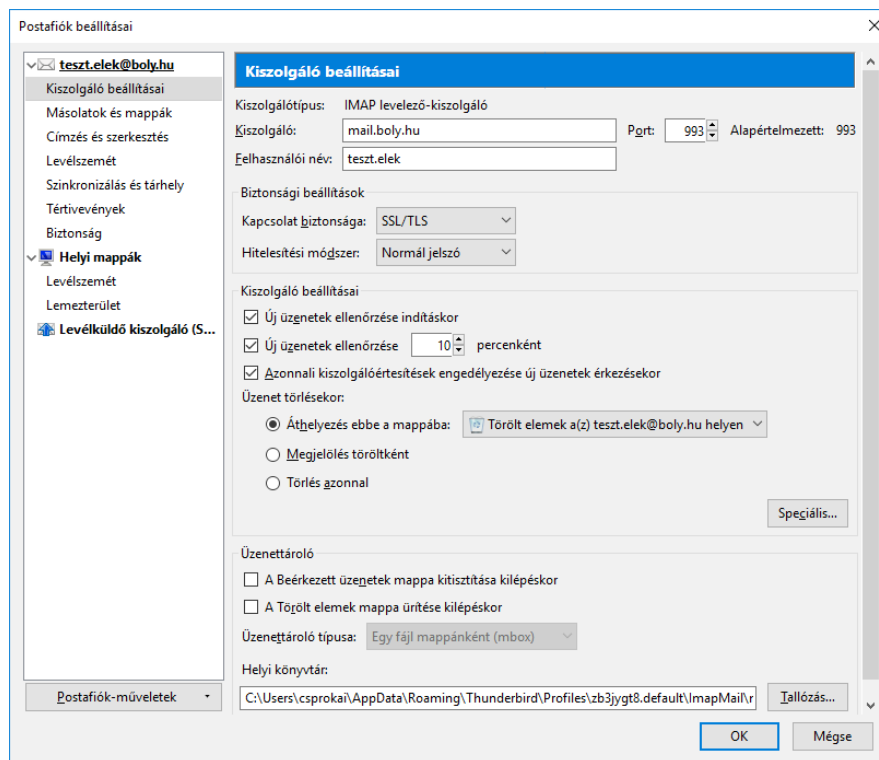 Postafiók beállításai
teszt.elek@boly.hu
Kiszolgáló beállításai
Másolatok és mappák
Címzés és szerkesztés
Levélszemét
Szinkronizálás és tárhely
Tértivevények
Biztonság
Helyi mappák
Levélszemét
Lemezterület
Levélküldő kiszolgáló (S...
Postafiók-műveletek
Kiszolgáló beállításai
Kiszolgálótípus: IMAP levelező-kiszolgáló
Kiszolgáló: mail.boly.hu Port: 993 Alapértelmezett: 993
Felhasználói név: teszt.elek
Biztonsági beállítások
Kapcsolat biztonsága: SSL/TLS
Hitelesítési módszer: Normál jelszó
Kiszolgáló beállításai
Új üzenetek ellenőrzése indításkor
Új üzenetek ellenőrzése 10 percenként
Azonnali kiszolgálóértesítések engedélyezése új üzenetek érkezésekor
Üzenet törlésekor:
Áthelyezés ebbe a mappába: Törölt elemek a(z) teszt.elek@boly.hu helyen
Megjelölés töröltként
Törlés azonnal
Speciális...
Üzenettároló
A Beérkezett üzenetek mappa kitisztítása kilépéskor
A Törölt elemek mappa ürítése kilépéskor
Üzenettároló típusa: Egy fájl mappánként (mbox)
Helyi könyvtár:
C:\Users\csprokai\AppData\Roaming\Thunderbird\Profiles\zb3jygt8.default\ImapMail\r Tallózás...
OK Mégse